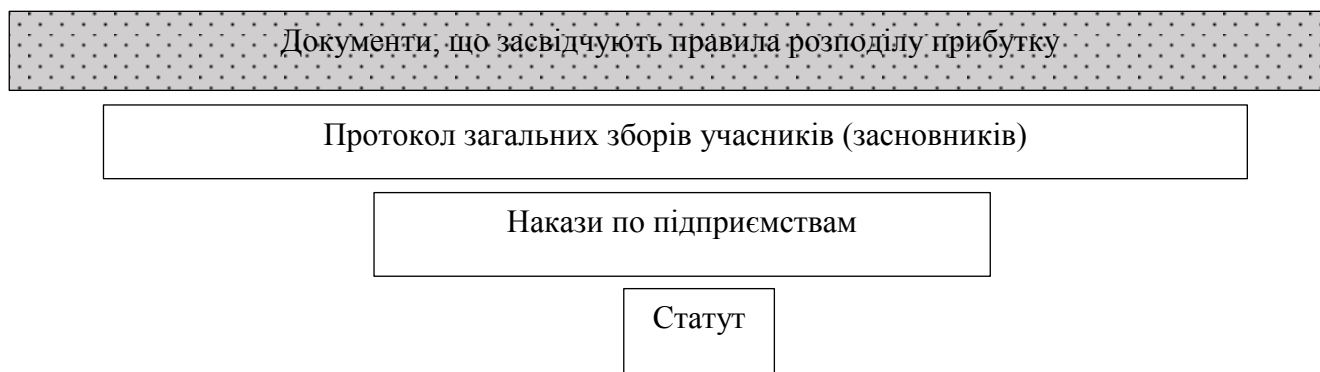 Документи, що засвідчують правила розподілу прибутку
Протокол загальних зборів учасників (засновників)
Накази по підприємствам
Статут